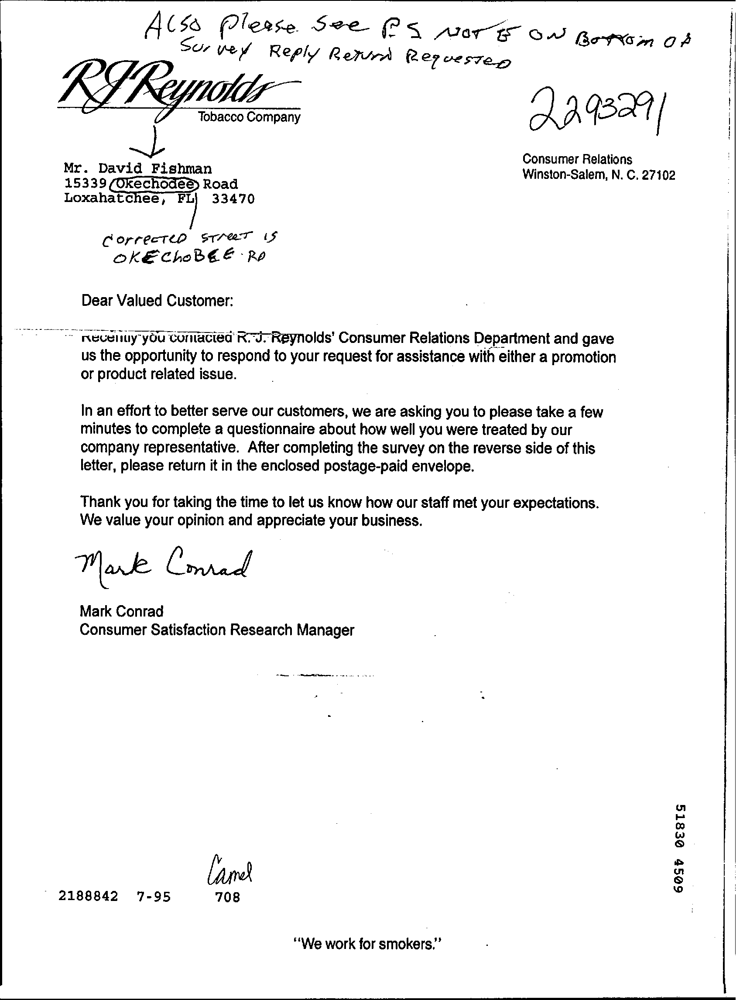 Also Please See P.S NOTE ON Bottom OF
Survey Reply Return Requested
RJReynolds
Tobacco Company
2293291
Consumer Relations
Winston-Salem, N. C. 27102
Mr. David Fishman
15339 Okechodee Road
Loxahatchee, FL 33470
Corrected STreeT is
OKEEChoBEE RD
Dear Valued Customer:
Recently you contacted R. J. Reynolds' Consumer Relations Department and gave
us the opportunity to respond to your request for assistance with either a promotion
or product related issue.
In an effort to better serve our customers, we are asking you to please take a few
minutes to complete a questionnaire about how well you were treated by our
company representative. After completing the survey on the reverse side of this
letter, please return it in the enclosed postage-paid envelope.
Thank you for taking the time to let us know how our staff met your expectations.
We value your opinion and appreciate your business.
Mark Conrad
Mark Conrad
Consumer Satisfaction Research Manager
51830 4509
Camel
2188842 7-95 708
"We work for smokers."